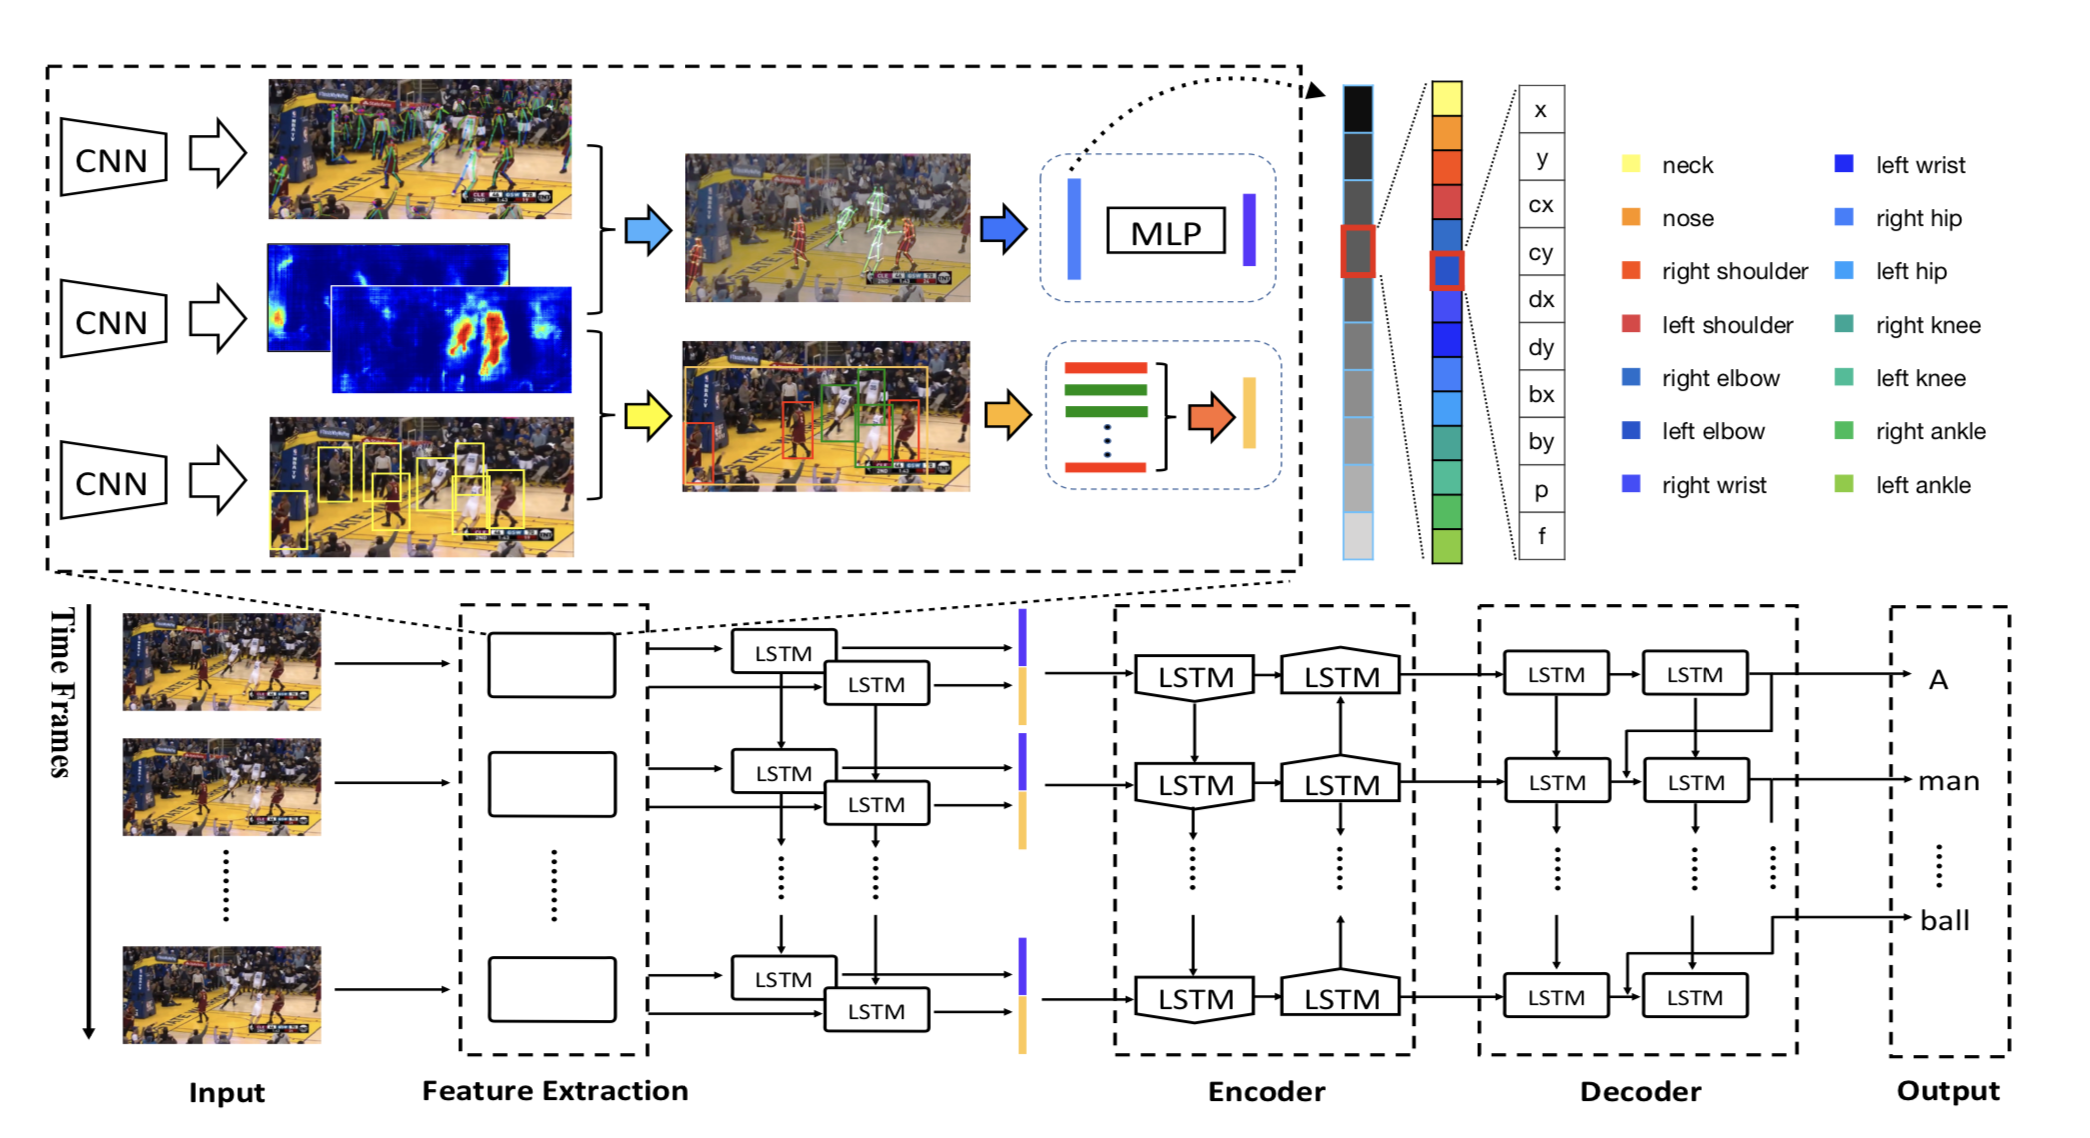 CNN
CNN
CNN
MLP
x
y
cx
cy
dx
dy
bx
by
p
f
neck
nose
right shoulder
left shoulder
right elbow
left elbow
right wrist
left wrist
right hip
left hip
right knee
left knee
right ankle
left ankle
Time Frames
LSTM
LSTM
LSTM
LSTM
LSTM
LSTM
A
LSTM
LSTM
LSTM
LSTM
LSTM
LSTM
man
LSTM
LSTM
LSTM
LSTM
LSTM
LSTM
ball
Input
Feature Extraction
Encoder
Decoder
Output